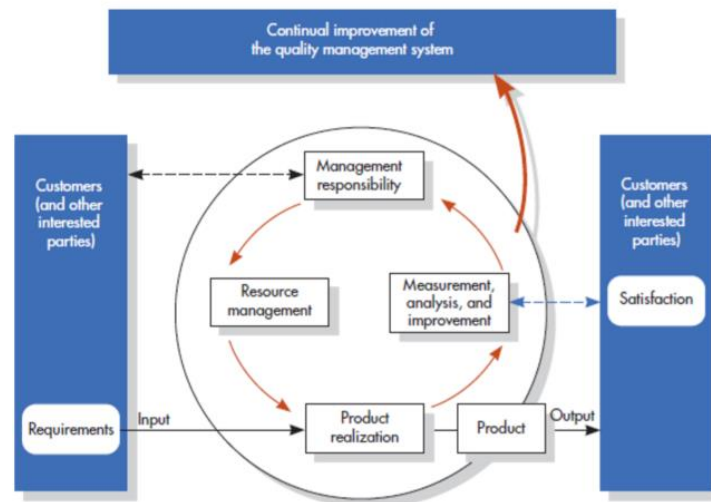 Continual improvement of
the quality management system
Customers
(and other
interested
parties)
Management
responsibility
Customers
(and other
interested
parties)
Resource
management
Measurement,
analysis, and
improvement
Satisfaction
Requirements
Input
Product
realization
Product
Output